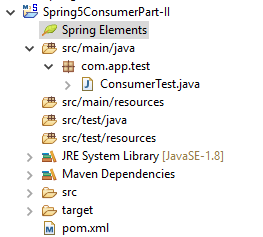 Spring5ConsumerPart-II
Spring Elements
src/main/java
com.app.test
ConsumerTest.java
src/main/resources
src/test/java
src/test/resources
JRE System Library [JavaSE-1.8]
Maven Dependencies
src
target
pom.xml